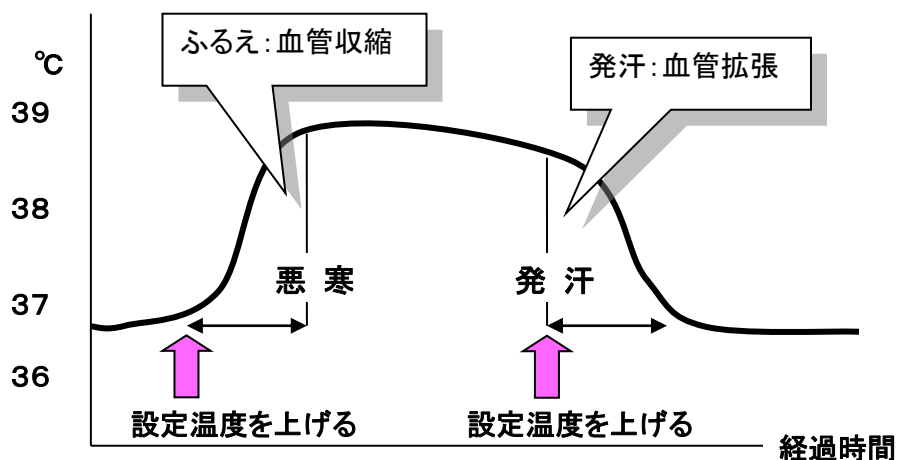 ふるえ：血管収縮
発汗：血管拡張
℃
39
38
37
36
悪 寒
発 汗
設定温度を上げる
設定温度を上げる
経過時間